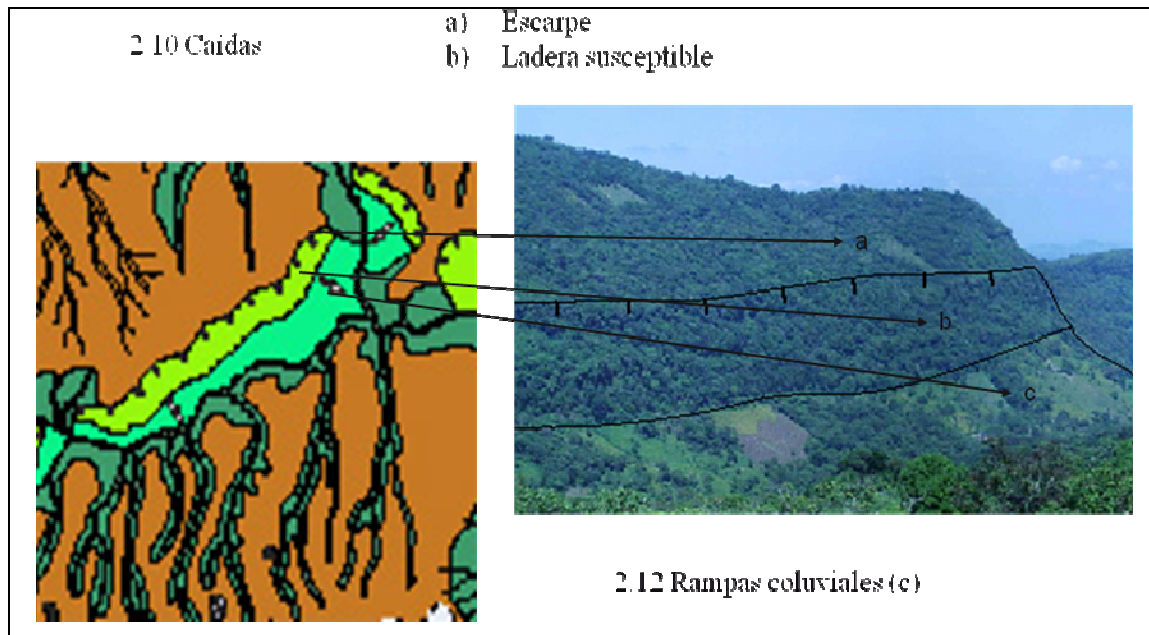 2 10 Caidas
a) Escarpe
b) Ladera susceptible
a
b
c
2.12 Rampas coluviales (c)